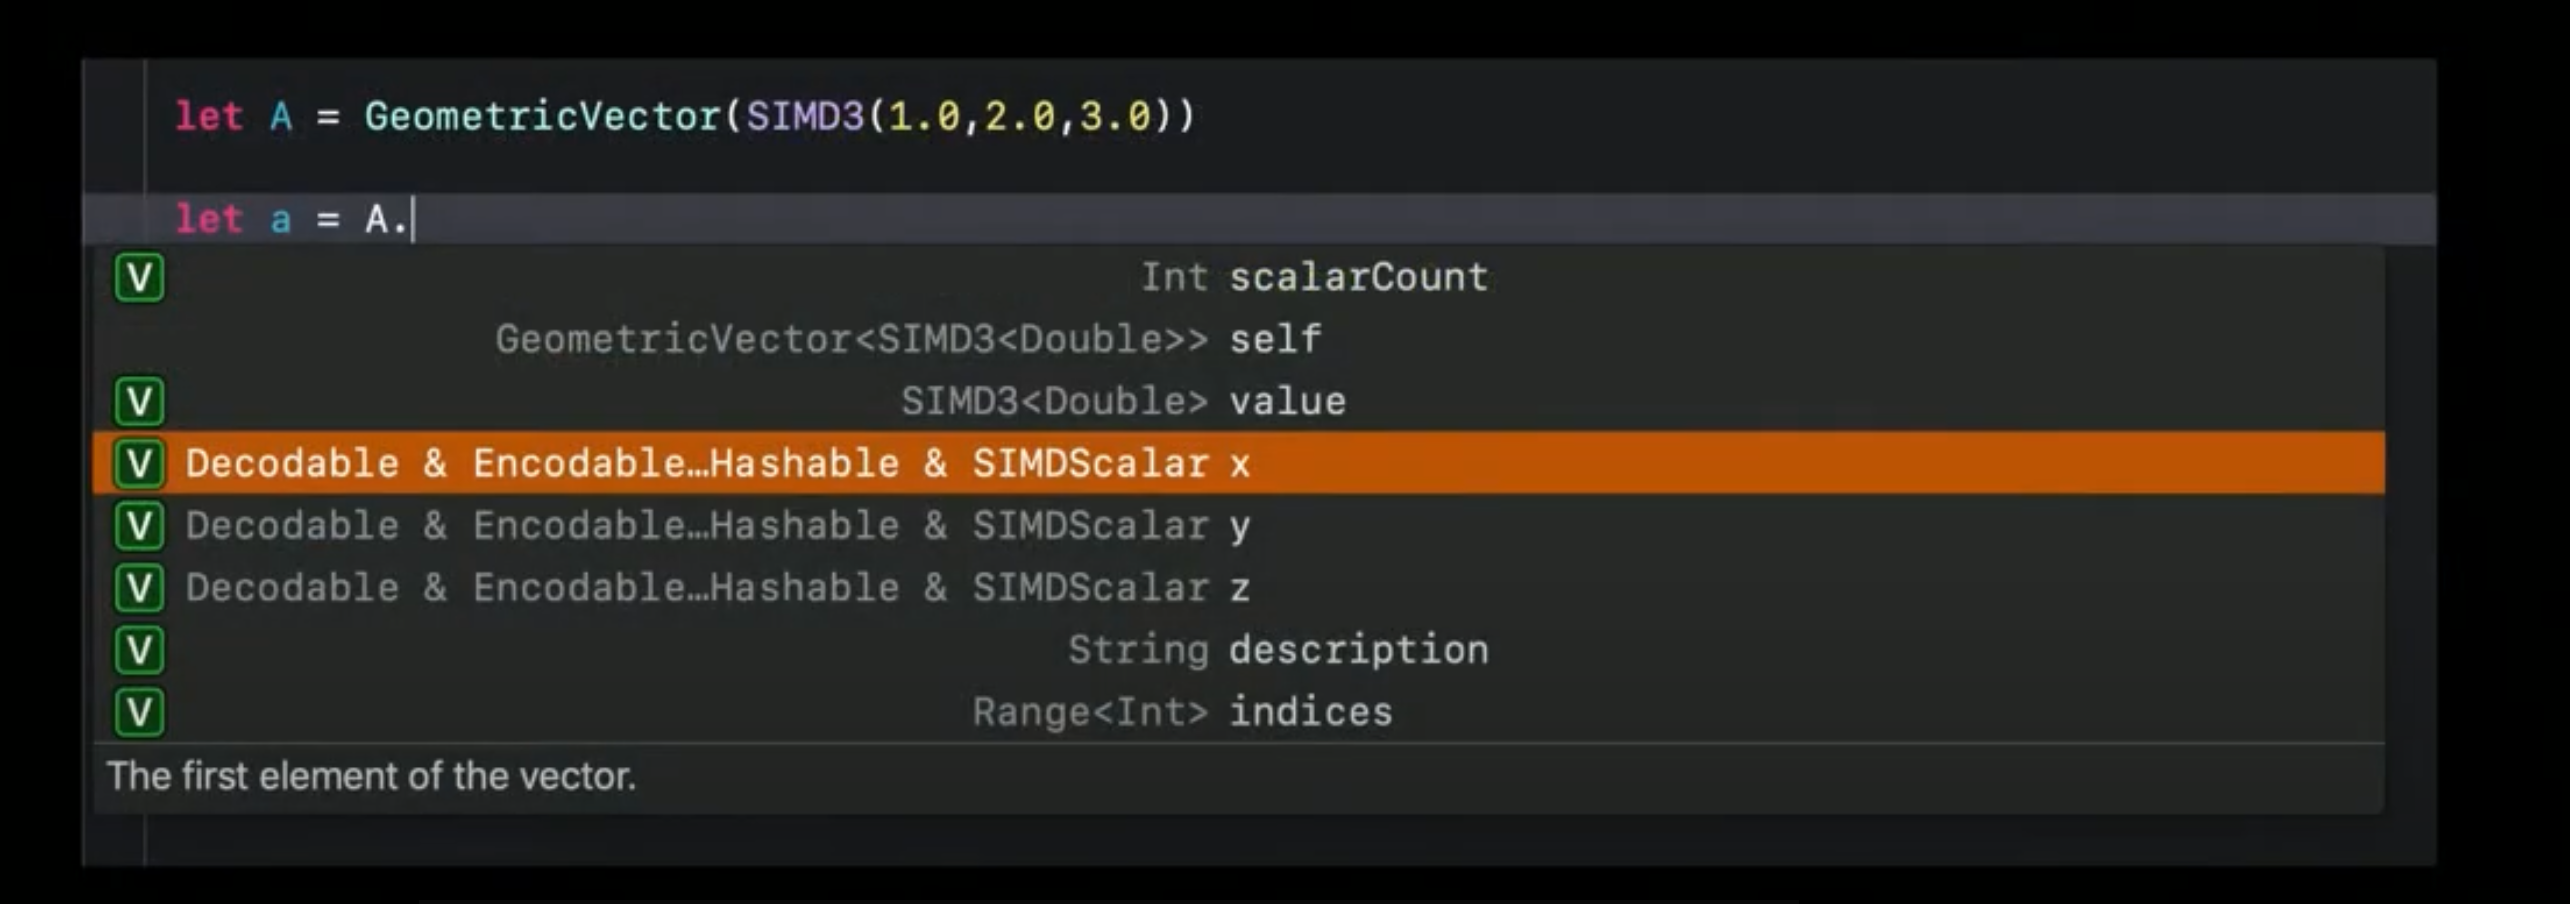 let A = GeometricVector(SIMD3(1.0,2.0,3.0))
let a = A.
V Int scalarCount
GeometricVector<SIMD3<Double>> self
V SIMD3<Double> value
V Decodable & Encodable…Hashable & SIMDScalar x
V Decodable & Encodable…Hashable & SIMDScalar y
V Decodable & Encodable…Hashable & SIMDScalar z
V String description
V Range<Int> indices
The first element of the vector.